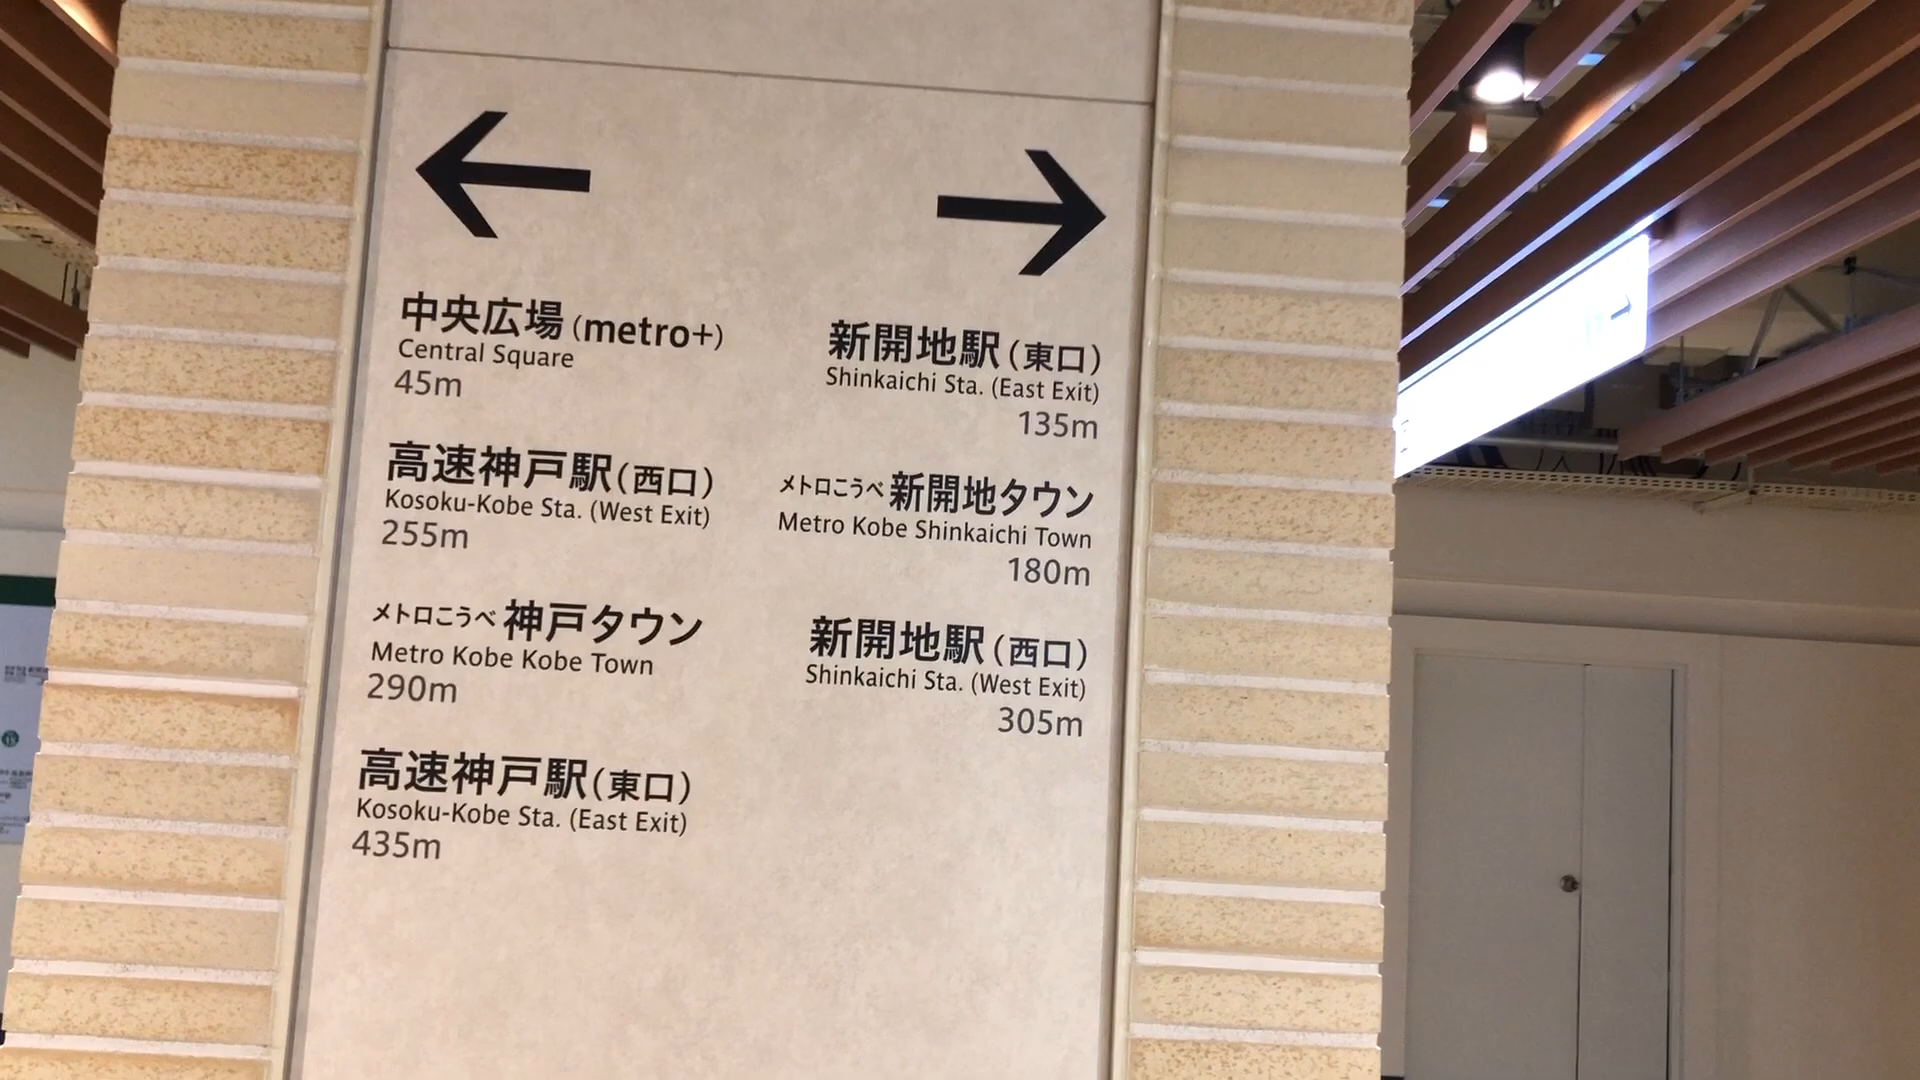 中央広場(metro+)
Central Square
45m
高速神戸駅(西口)
Kosoku-Kobe Sta. (West Exit)
255m
メトロこうべ 神戸タウン
Metro Kobe Kobe Town
290m
高速神戸駅(東口)
Kosoku-Kobe Sta. (East Exit)
435m
新開地駅(東口)
Shinkaichi Sta. (East Exit)
135m
メトロこうべ 新開地タウン
Metro Kobe Shinkaichi Town
180m
新開地駅(西口)
Shinkaichi Sta. (West Exit)
305m